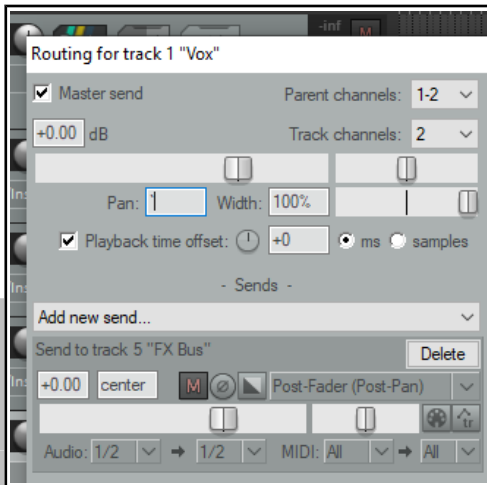 -inf M
Routing for track 1 "Vox"
Master send Parent channels: 1-2
+0.00 dB Track channels: 2
Pan: Width: 100%
Playback time offset: +0 ms samples
- Sends -
Add new send...
Send to track 5 "FX Bus" Delete
+0.00 center M Post-Fader (Post-Pan)
tr
Audio: 1/2 → 1/2 MIDI: All → All